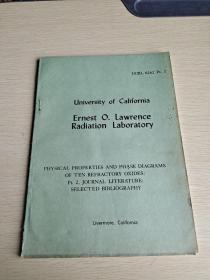 UCRL 6261 Pt. 2
University of California
Ernest O. Lawrence
Radiation Laboratory
PHYSICAL PROPERTIES AND PHASE DIAGRAMS
OF TEN REFRACTORY OXIDES:
Pt 2, JOURNAL LITERATURE;
SELECTED BIBLIOGRAPHY
Livermore, California